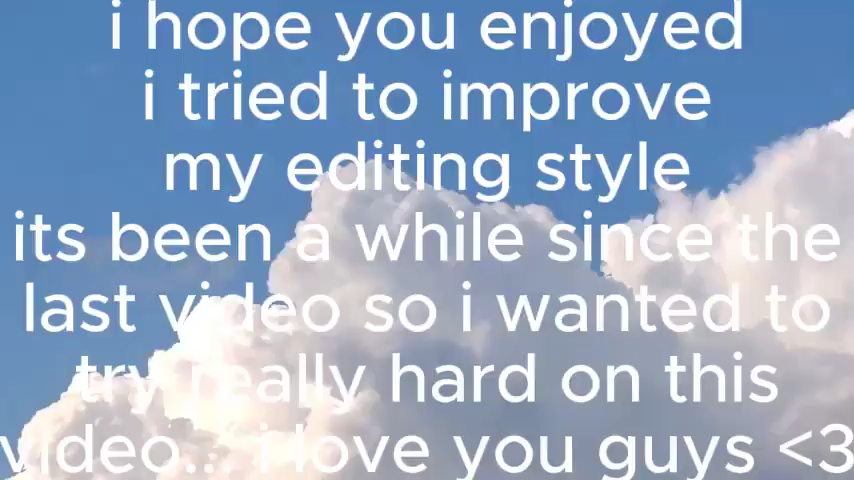 i hope you enjoyed
i tried to improve
my editing style
its been a while since the
last video so i wanted to
try really hard on this
video... i love you guys <3